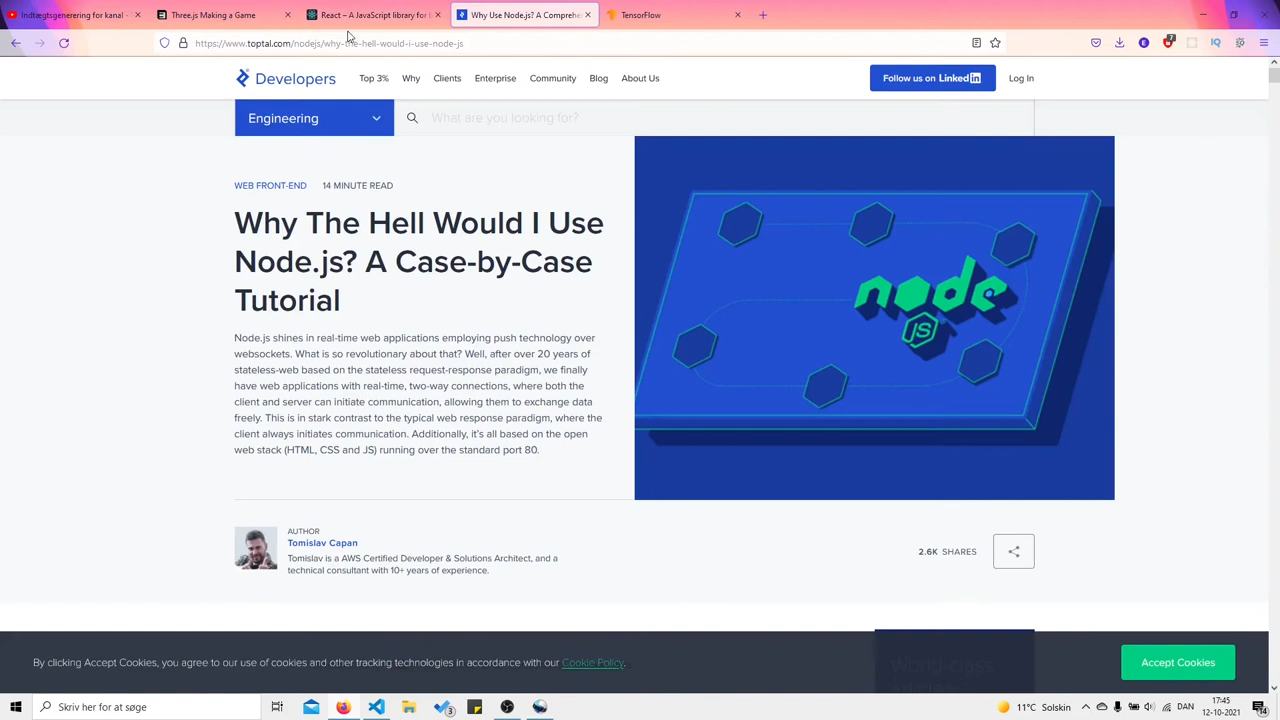 Indtægtsgenerering for kanal -
Three.js Making a Game
React – A JavaScript library for
Why Use Node.js? A Comprehe
TensorFlow
https://www.toptal.com/nodejs/why-the-hell-would-i-use-node-js
7
Developers
Top 3%
Why
Clients
Enterprise
Community
Blog
About Us
Follow us on LinkedIn
Log In
Engineering
What are you looking for?
WEB FRONT-END
14 MINUTE READ
Why The Hell Would I Use
Node.js? A Case-by-Case
Tutorial
Node.js shines in real-time web applications employing push technology over
websockets. What is so revolutionary about that? Well, after over 20 years of
stateless-web based on the stateless request-response paradigm, we finally
have web applications with real-time, two-way connections, where both the
client and server can initiate communication, allowing them to exchange data
freely. This is in stark contrast to the typical web response paradigm, where the
client always initiates communication. Additionally, it's all based on the open
web stack (HTML, CSS and JS) running over the standard port 80.
node
JS
AUTHOR
Tomislav Capan
Tomislav is a AWS Certified Developer & Solutions Architect, and a
technical consultant with 10+ years of experience.
2.6K SHARES
World-class
By clicking Accept Cookies, you agree to our use of cookies and other tracking technologies in accordance with our Cookie Policy.
Accept Cookies
Skriv her for at søge
3
11°C Solskin
DAN
17:45
12-10-2021
14